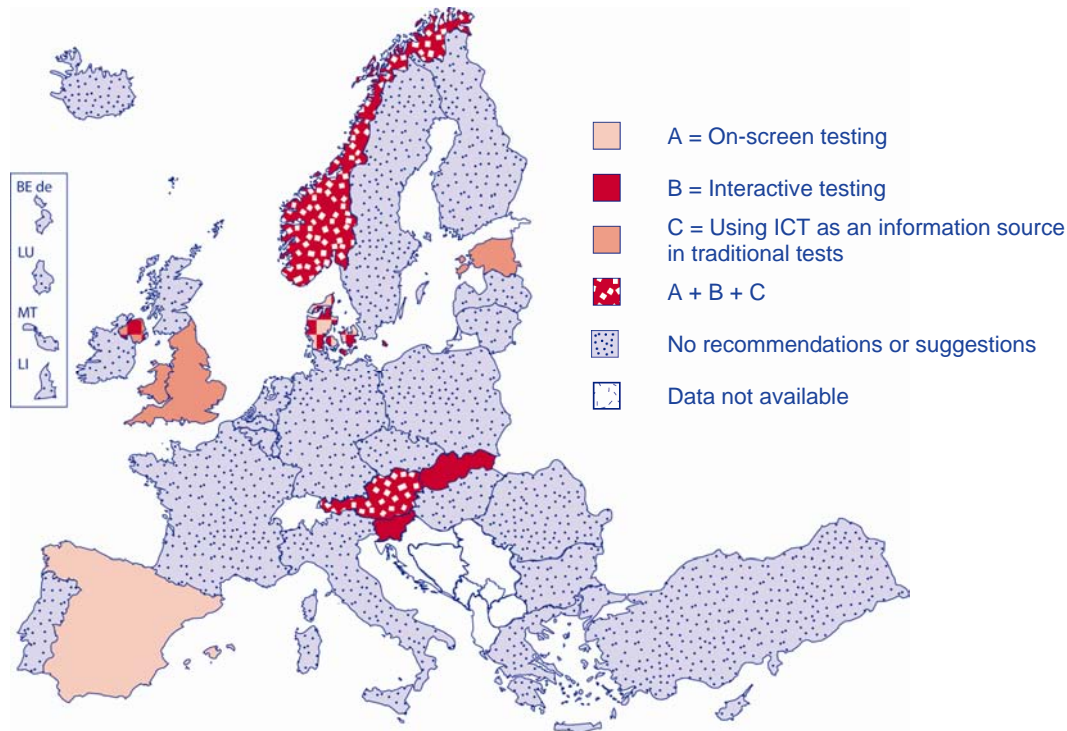 BE de
LU
MT
LI
A = On-screen testing
B = Interactive testing
C = Using ICT as an information source
in traditional tests
A + B + C
No recommendations or suggestions
Data not available